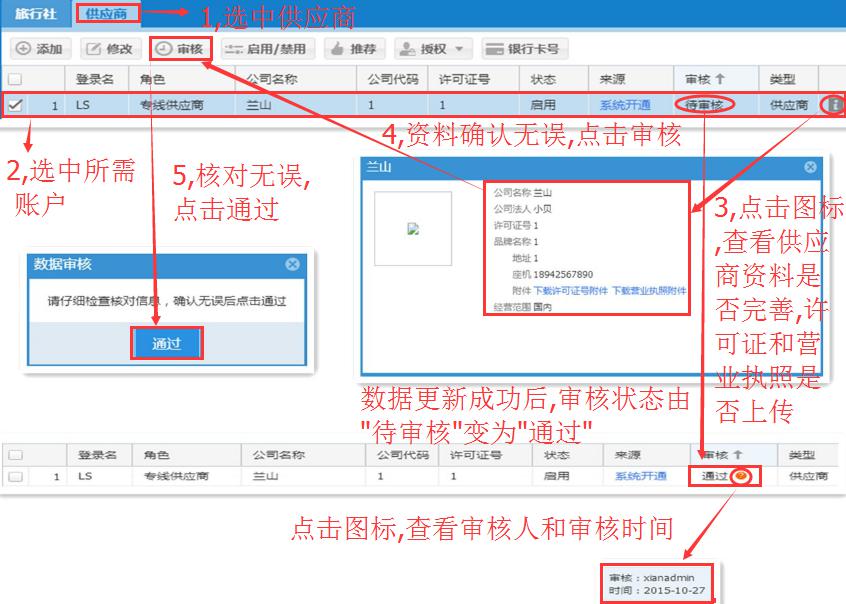 旅行社 供应商 1,选中供应商
添加 修改 审核 启用/禁用 推荐 授权 银行卡号
登录名 角色 公司名称 公司代码 许可证号 状态 来源 审核 类型
1 LS 专线供应商 兰山 1 1 启用 系统开通 待审核 供应商
4,资料确认无误,点击审核
2,选中所需
账户
5,核对无误,
点击通过
兰山
公司名称 兰山
公司法人 小贝
许可证号 1
品牌名称 1
地址 1
座机 18942567890
附件 下载许可证号附件 下载营业执照附件
经营范围 国内
3,点击图标
,查看供应
商资料是
否完善,许
可证和营
业执照是
否上传
数据审核
请仔细检查核对信息，确认无误后点击通过
通过
数据更新成功后,审核状态由
"待审核"变为"通过"
登录名 角色 公司名称 公司代码 许可证号 状态 来源 审核 类型
1 LS 专线供应商 兰山 1 1 启用 系统开通 通过 供应商
点击图标,查看审核人和审核时间
审核：xianadmin
时间：2015-10-27